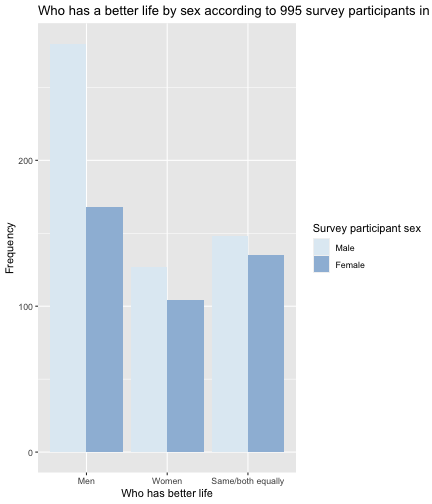 Who has a better life by sex according to 995 survey participants in
Frequency
200
100
0
Men Women Same/both equally
Who has better life
Survey participant sex
Male
Female